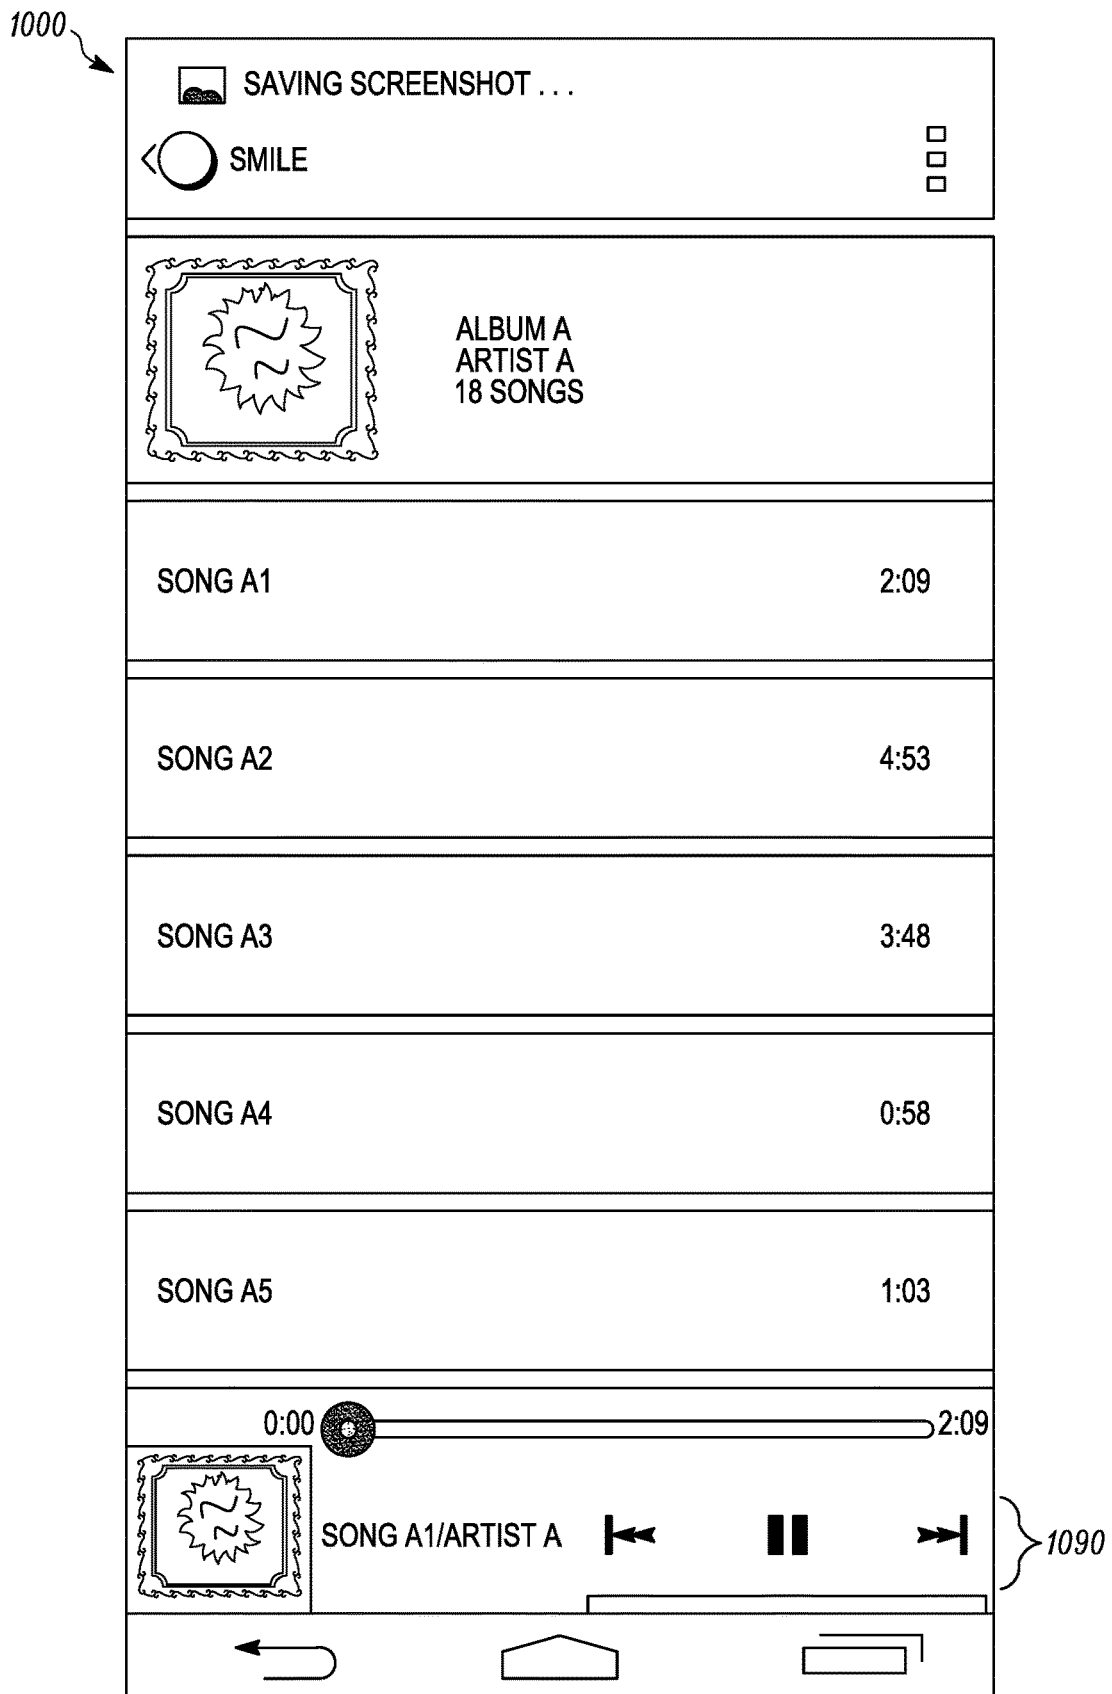 1000
SAVING SCREENSHOT . . .
SMILE
ALBUM A
ARTIST A
18 SONGS
SONG A1 2:09
SONG A2 4:53
SONG A3 3:48
SONG A4 0:58
SONG A5 1:03
0:00 2:09
SONG A1/ARTIST A
1090